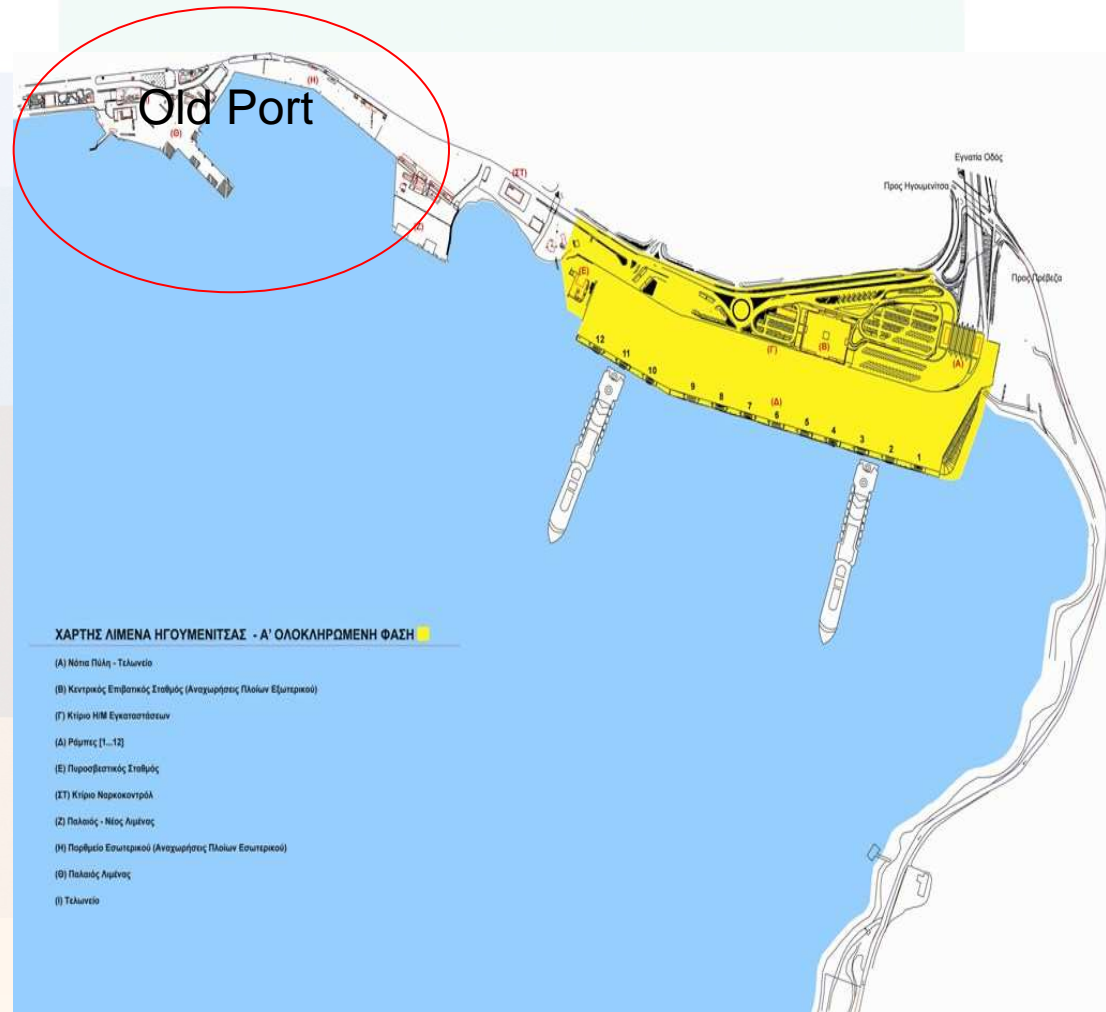 Old Port
(Η)
(Ι)
(Θ)
(Ζ)
(ΣΤ)
Εγνατία Οδός
Προς Ηγουμενίτσα
Προς Πρέβεζα
(Ε)
(Γ)
(Β)
(Α)
(Δ)
12 11 10 9 8 7 6 5 4 3 2 1
ΧΑΡΤΗΣ ΛΙΜΕΝΑ ΗΓΟΥΜΕΝΙΤΣΑΣ - Α' ΟΛΟΚΛΗΡΩΜΕΝΗ ΦΑΣΗ
(Α) Νότια Πύλη - Τελωνείο
(Β) Κεντρικός Επιβατικός Σταθμός (Αναχωρήσεις Πλοίων Εξωτερικού)
(Γ) Κτίριο Η/Μ Εγκαταστάσεων
(Δ) Ράμπες [1...12]
(Ε) Πυροσβεστικός Σταθμός
(ΣΤ) Κτίριο Ναρκοκοντρόλ
(Ζ) Παλαιός - Νέος Λιμένας
(Η) Πορθμείο Εσωτερικού (Αναχωρήσεις Πλοίων Εσωτερικού)
(Θ) Παλαιός Λιμένας
(Ι) Τελωνείο